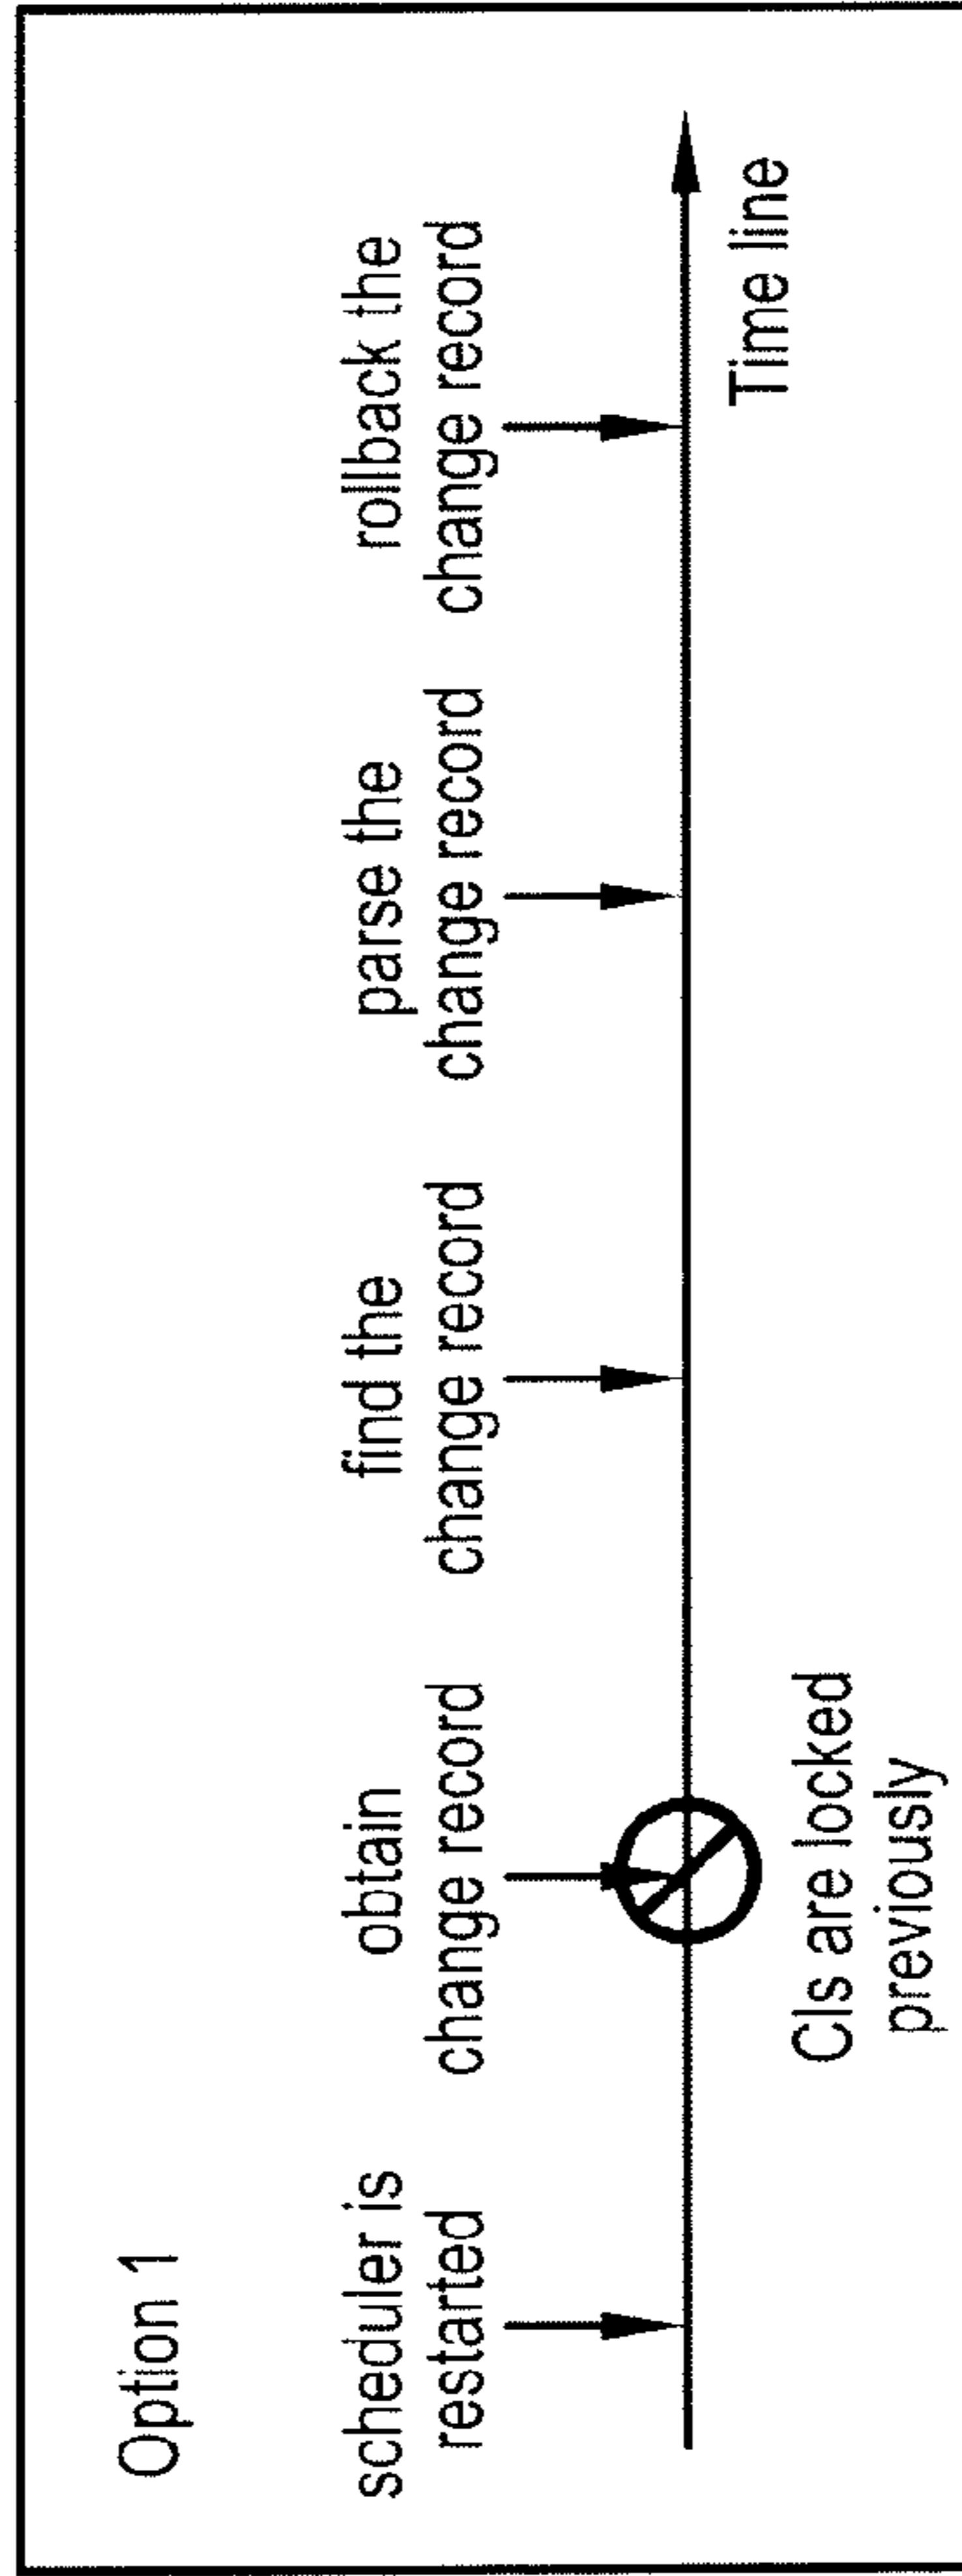 Option 1
scheduler is
restarted
obtain
change record
find the
change record
parse the
change record
rollback the
change record
Time line
CIs are locked
previously